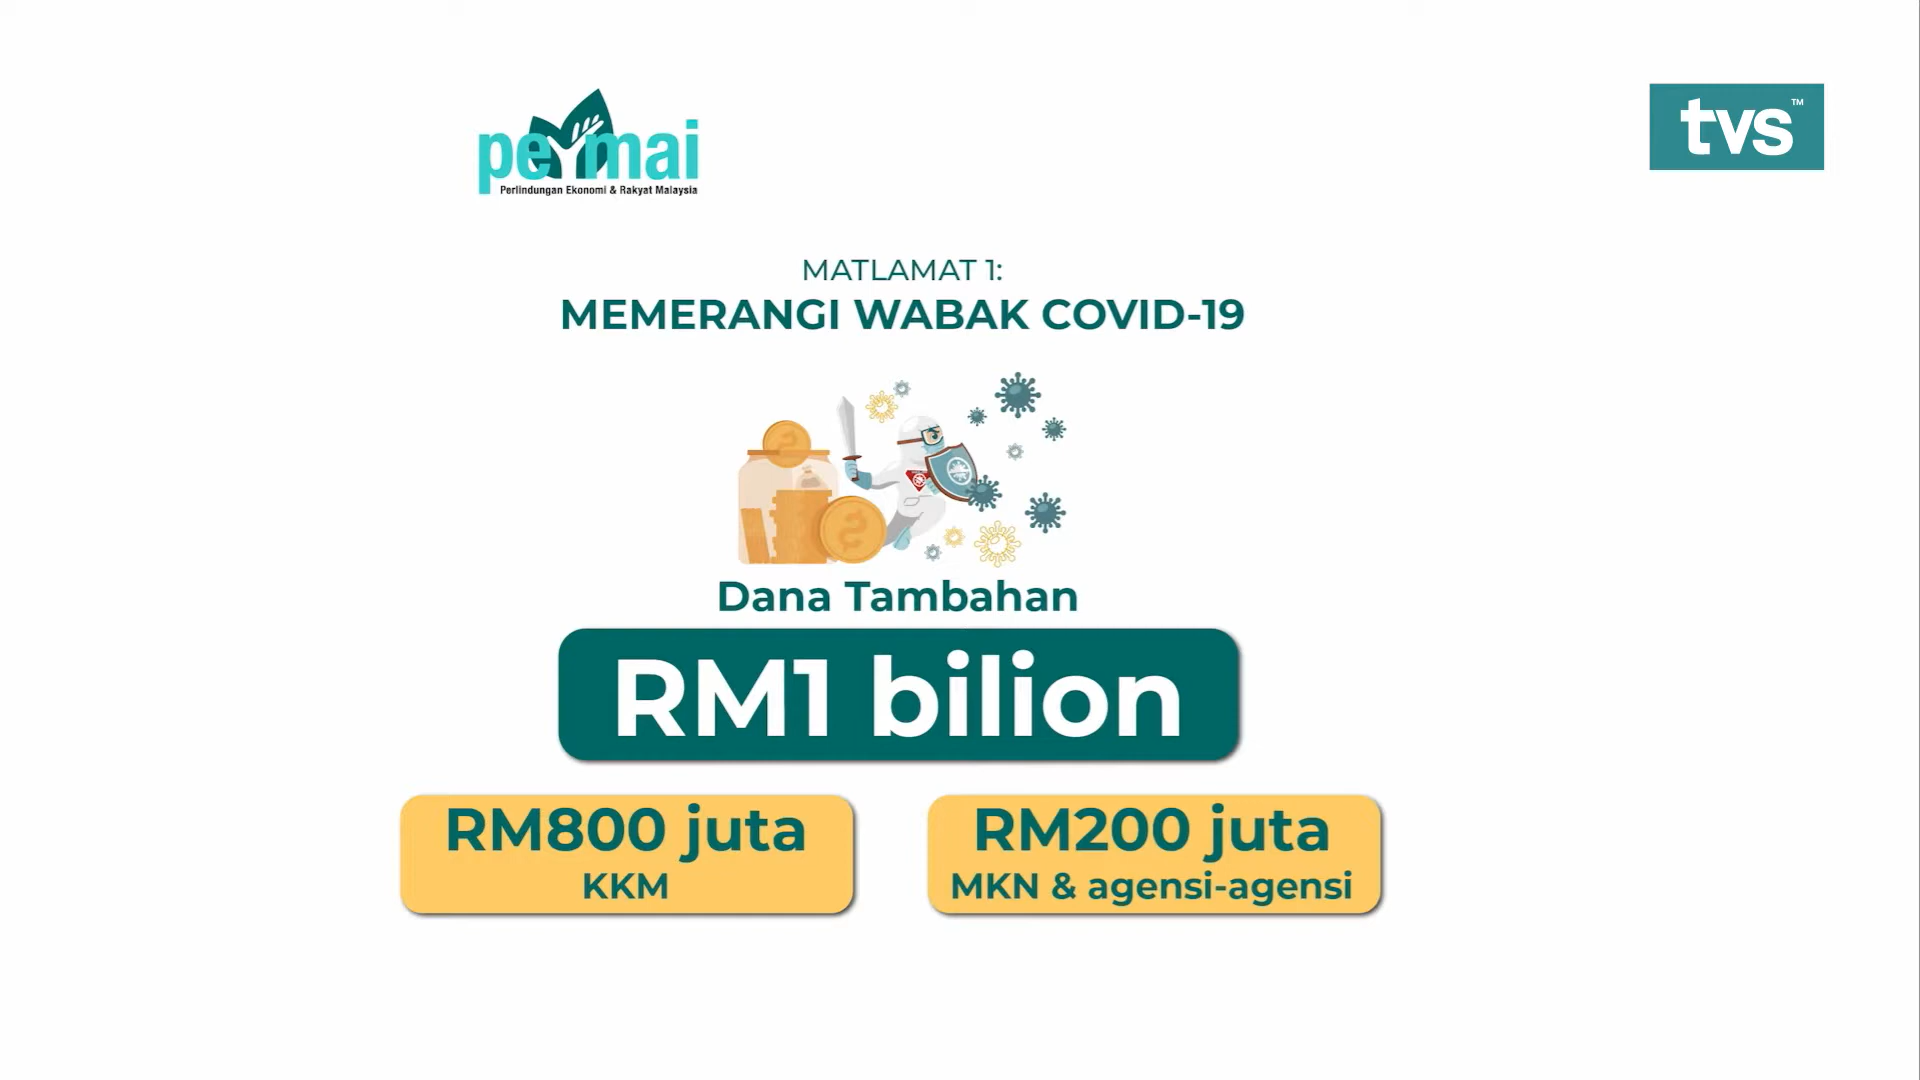 permai
Perlindungan Ekonomi & Rakyat Malaysia
tvs™
MATLAMAT 1:
MEMERANGI WABAK COVID-19
Dana Tambahan
RM1 bilion
RM800 juta
KKM
RM200 juta
MKN & agensi-agensi